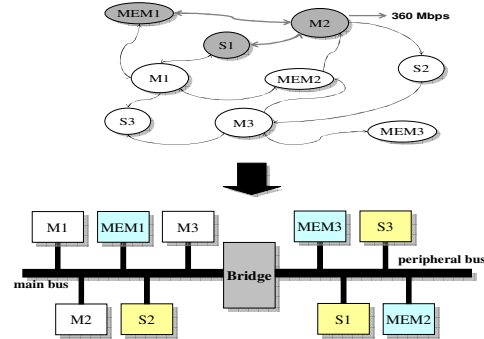 MEM1
M2
360 Mbps
S1
M1
MEM2
S2
S3
M3
MEM3
M1
MEM1
M3
MEM3
S3
Bridge
peripheral bus
main bus
M2
S2
S1
MEM2